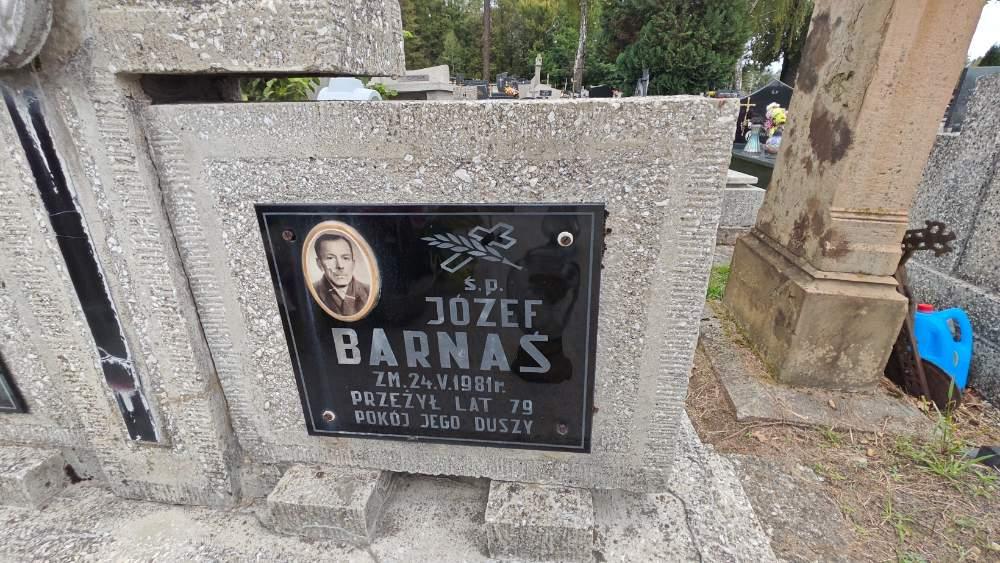 ś.p.
JÓZEF
BARNAŚ
ZM. 24.V.1981r.
PRZEŻYŁ LAT 79
POKÓJ JEGO DUSZY